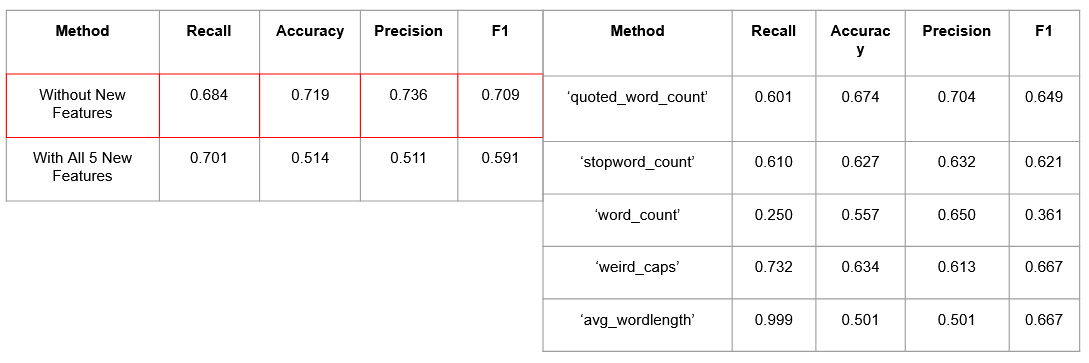 Method Recall Accuracy Precision F1
Without New
Features 0.684 0.719 0.736 0.709
With All 5 New
Features 0.701 0.514 0.511 0.591
Method Recall Accurac
y Precision F1
‘quoted_word_count’ 0.601 0.674 0.704 0.649
‘stopword_count’ 0.610 0.627 0.632 0.621
‘word_count’ 0.250 0.557 0.650 0.361
‘weird_caps’ 0.732 0.634 0.613 0.667
‘avg_wordlength’ 0.999 0.501 0.501 0.667